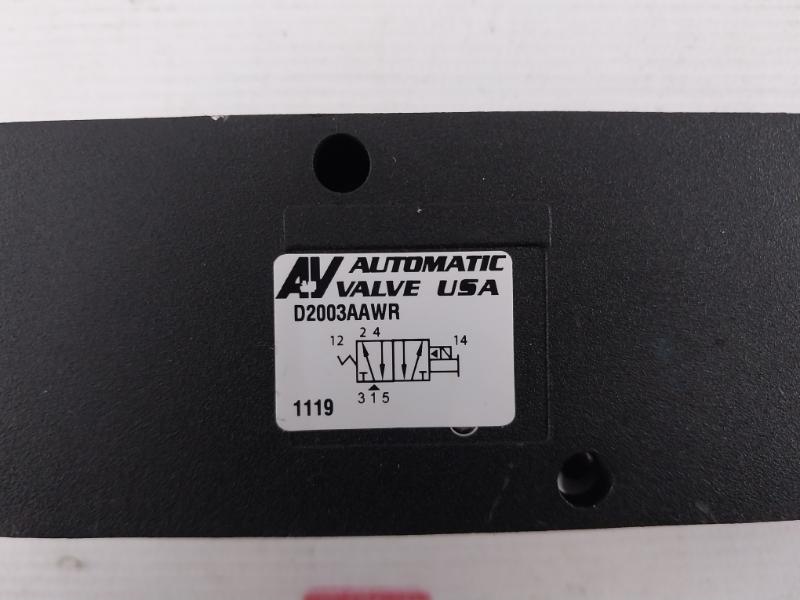 AV AUTOMATIC
VALVE USA
D2003AAWR
2 4
12 14
3 1 5
1119